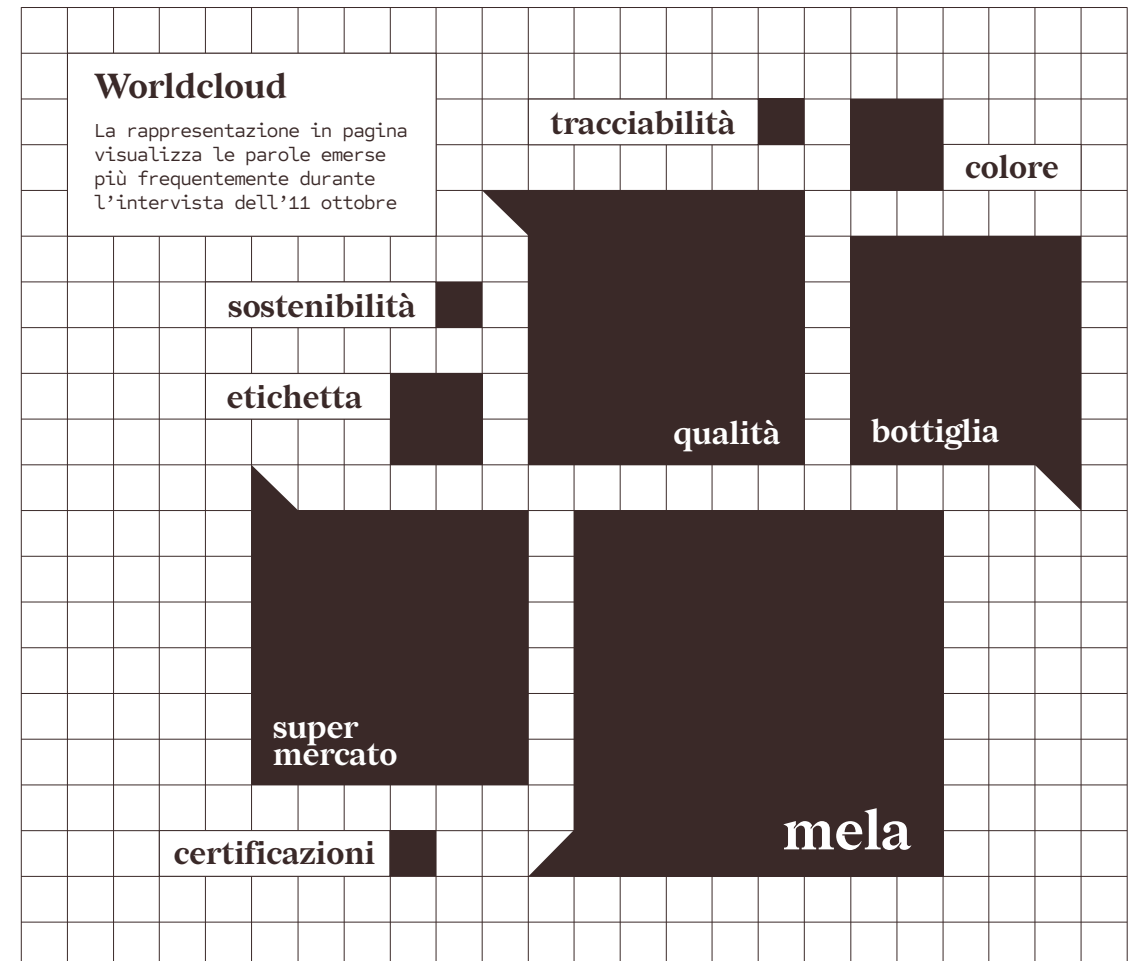 Worldcloud
La rappresentazione in pagina
visualizza le parole emerse
più frequentemente durante
l’intervista dell’11 ottobre
tracciabilità
colore
sostenibilità
etichetta
qualità
bottiglia
super
mercato
mela
certificazioni